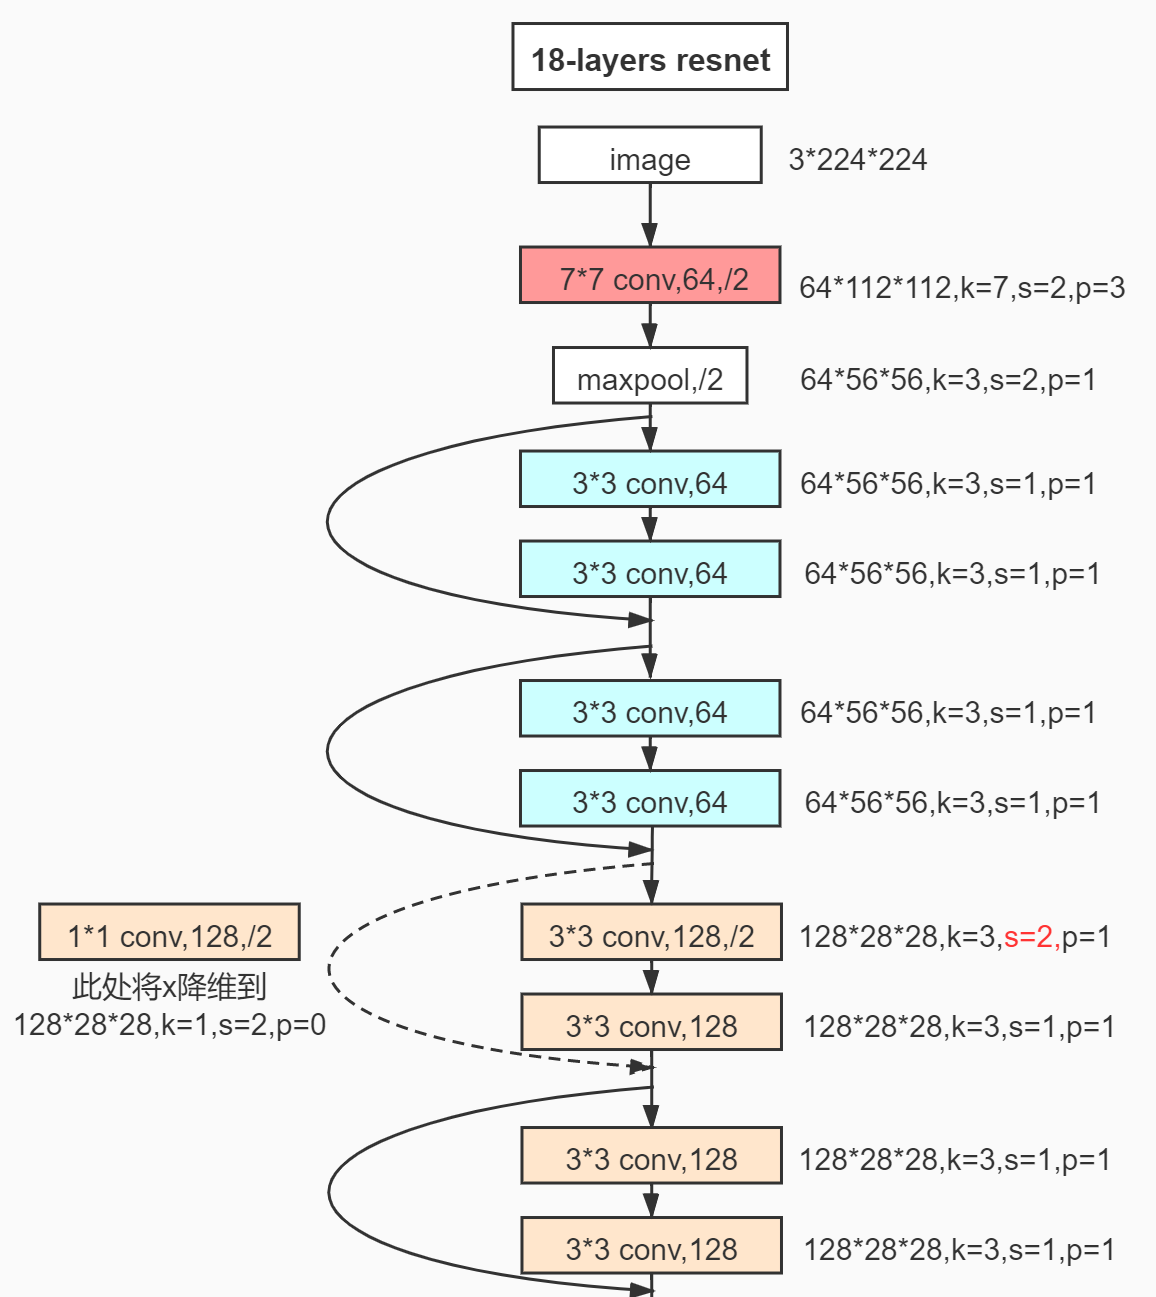 18-layers resnet
image
3*224*224
7*7 conv,64,/2
64*112*112,k=7,s=2,p=3
maxpool,/2
64*56*56,k=3,s=2,p=1
3*3 conv,64
64*56*56,k=3,s=1,p=1
3*3 conv,64
64*56*56,k=3,s=1,p=1
3*3 conv,64
64*56*56,k=3,s=1,p=1
3*3 conv,64
64*56*56,k=3,s=1,p=1
1*1 conv,128,/2
此处将x降维到
128*28*28,k=1,s=2,p=0
3*3 conv,128,/2
128*28*28,k=3,s=2,p=1
3*3 conv,128
128*28*28,k=3,s=1,p=1
3*3 conv,128
128*28*28,k=3,s=1,p=1
3*3 conv,128
128*28*28,k=3,s=1,p=1